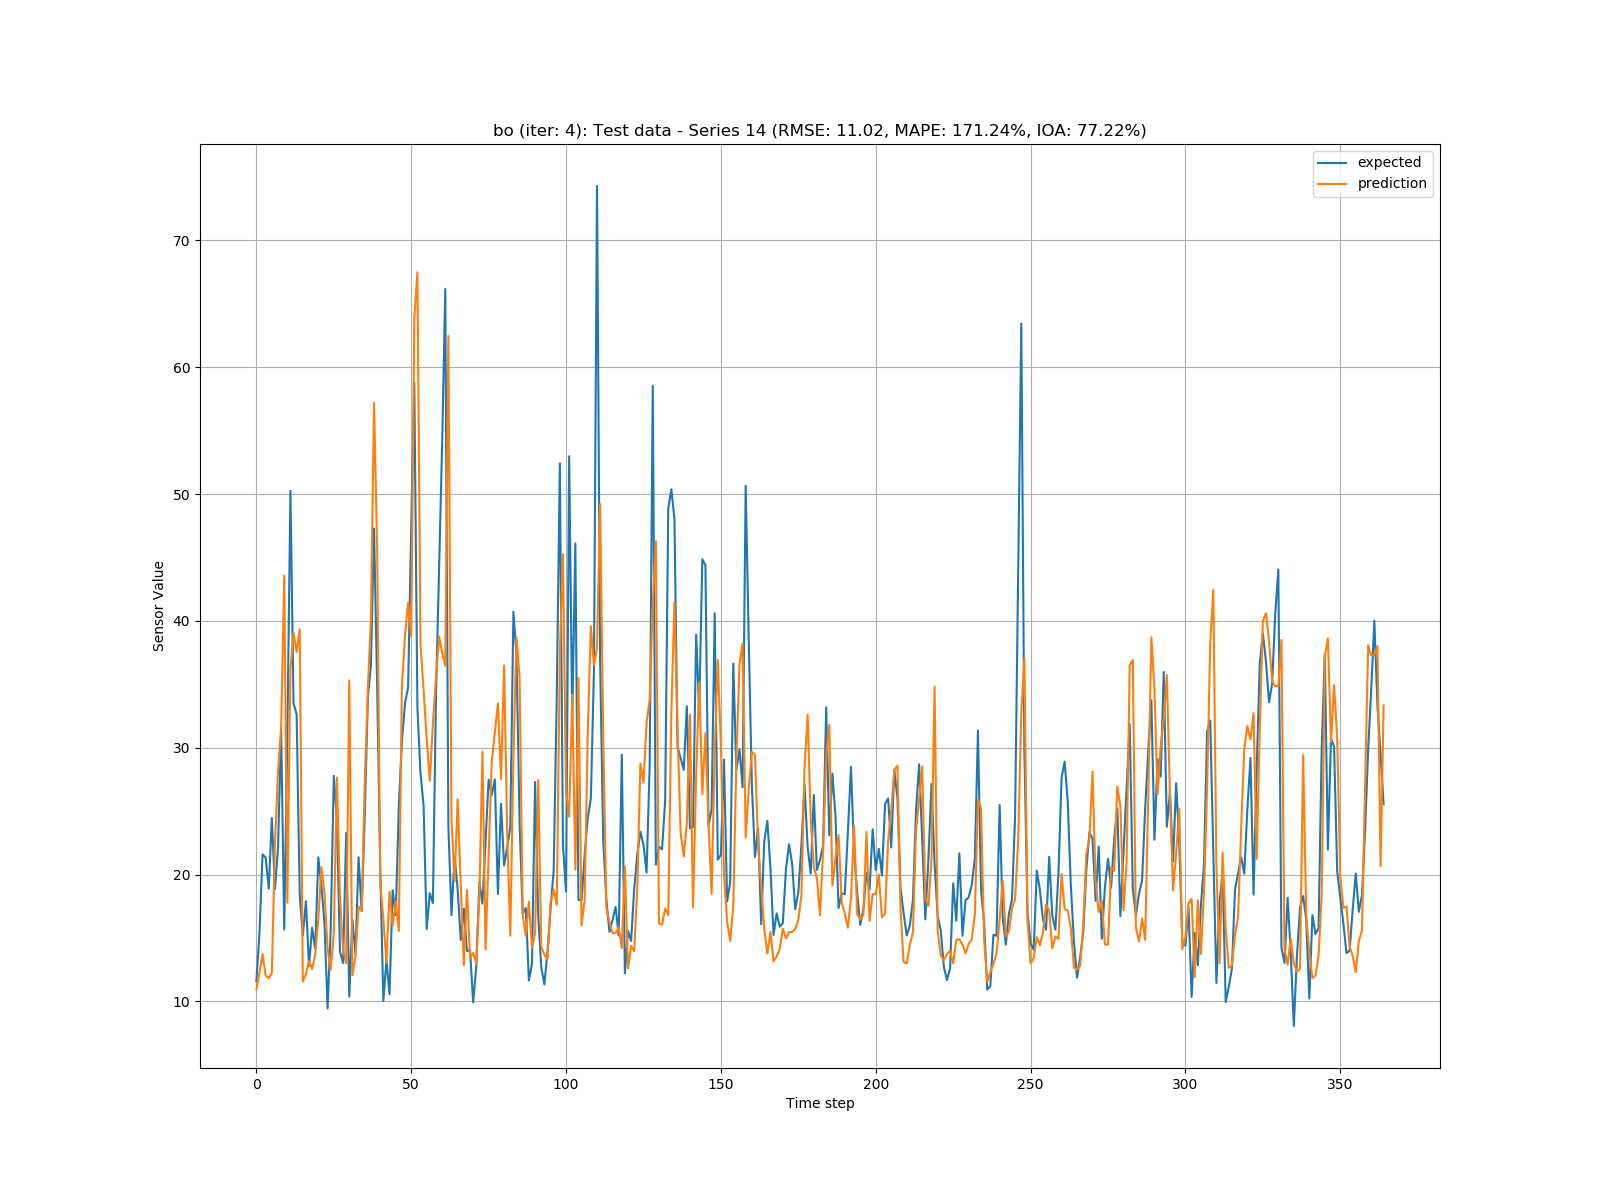 bo (iter: 4): Test data - Series 14 (RMSE: 11.02, MAPE: 171.24%, IOA: 77.22%)
expected
prediction
70
60
50
40
30
20
10
Sensor Value
0 50 100 150 200 250 300 350
Time step